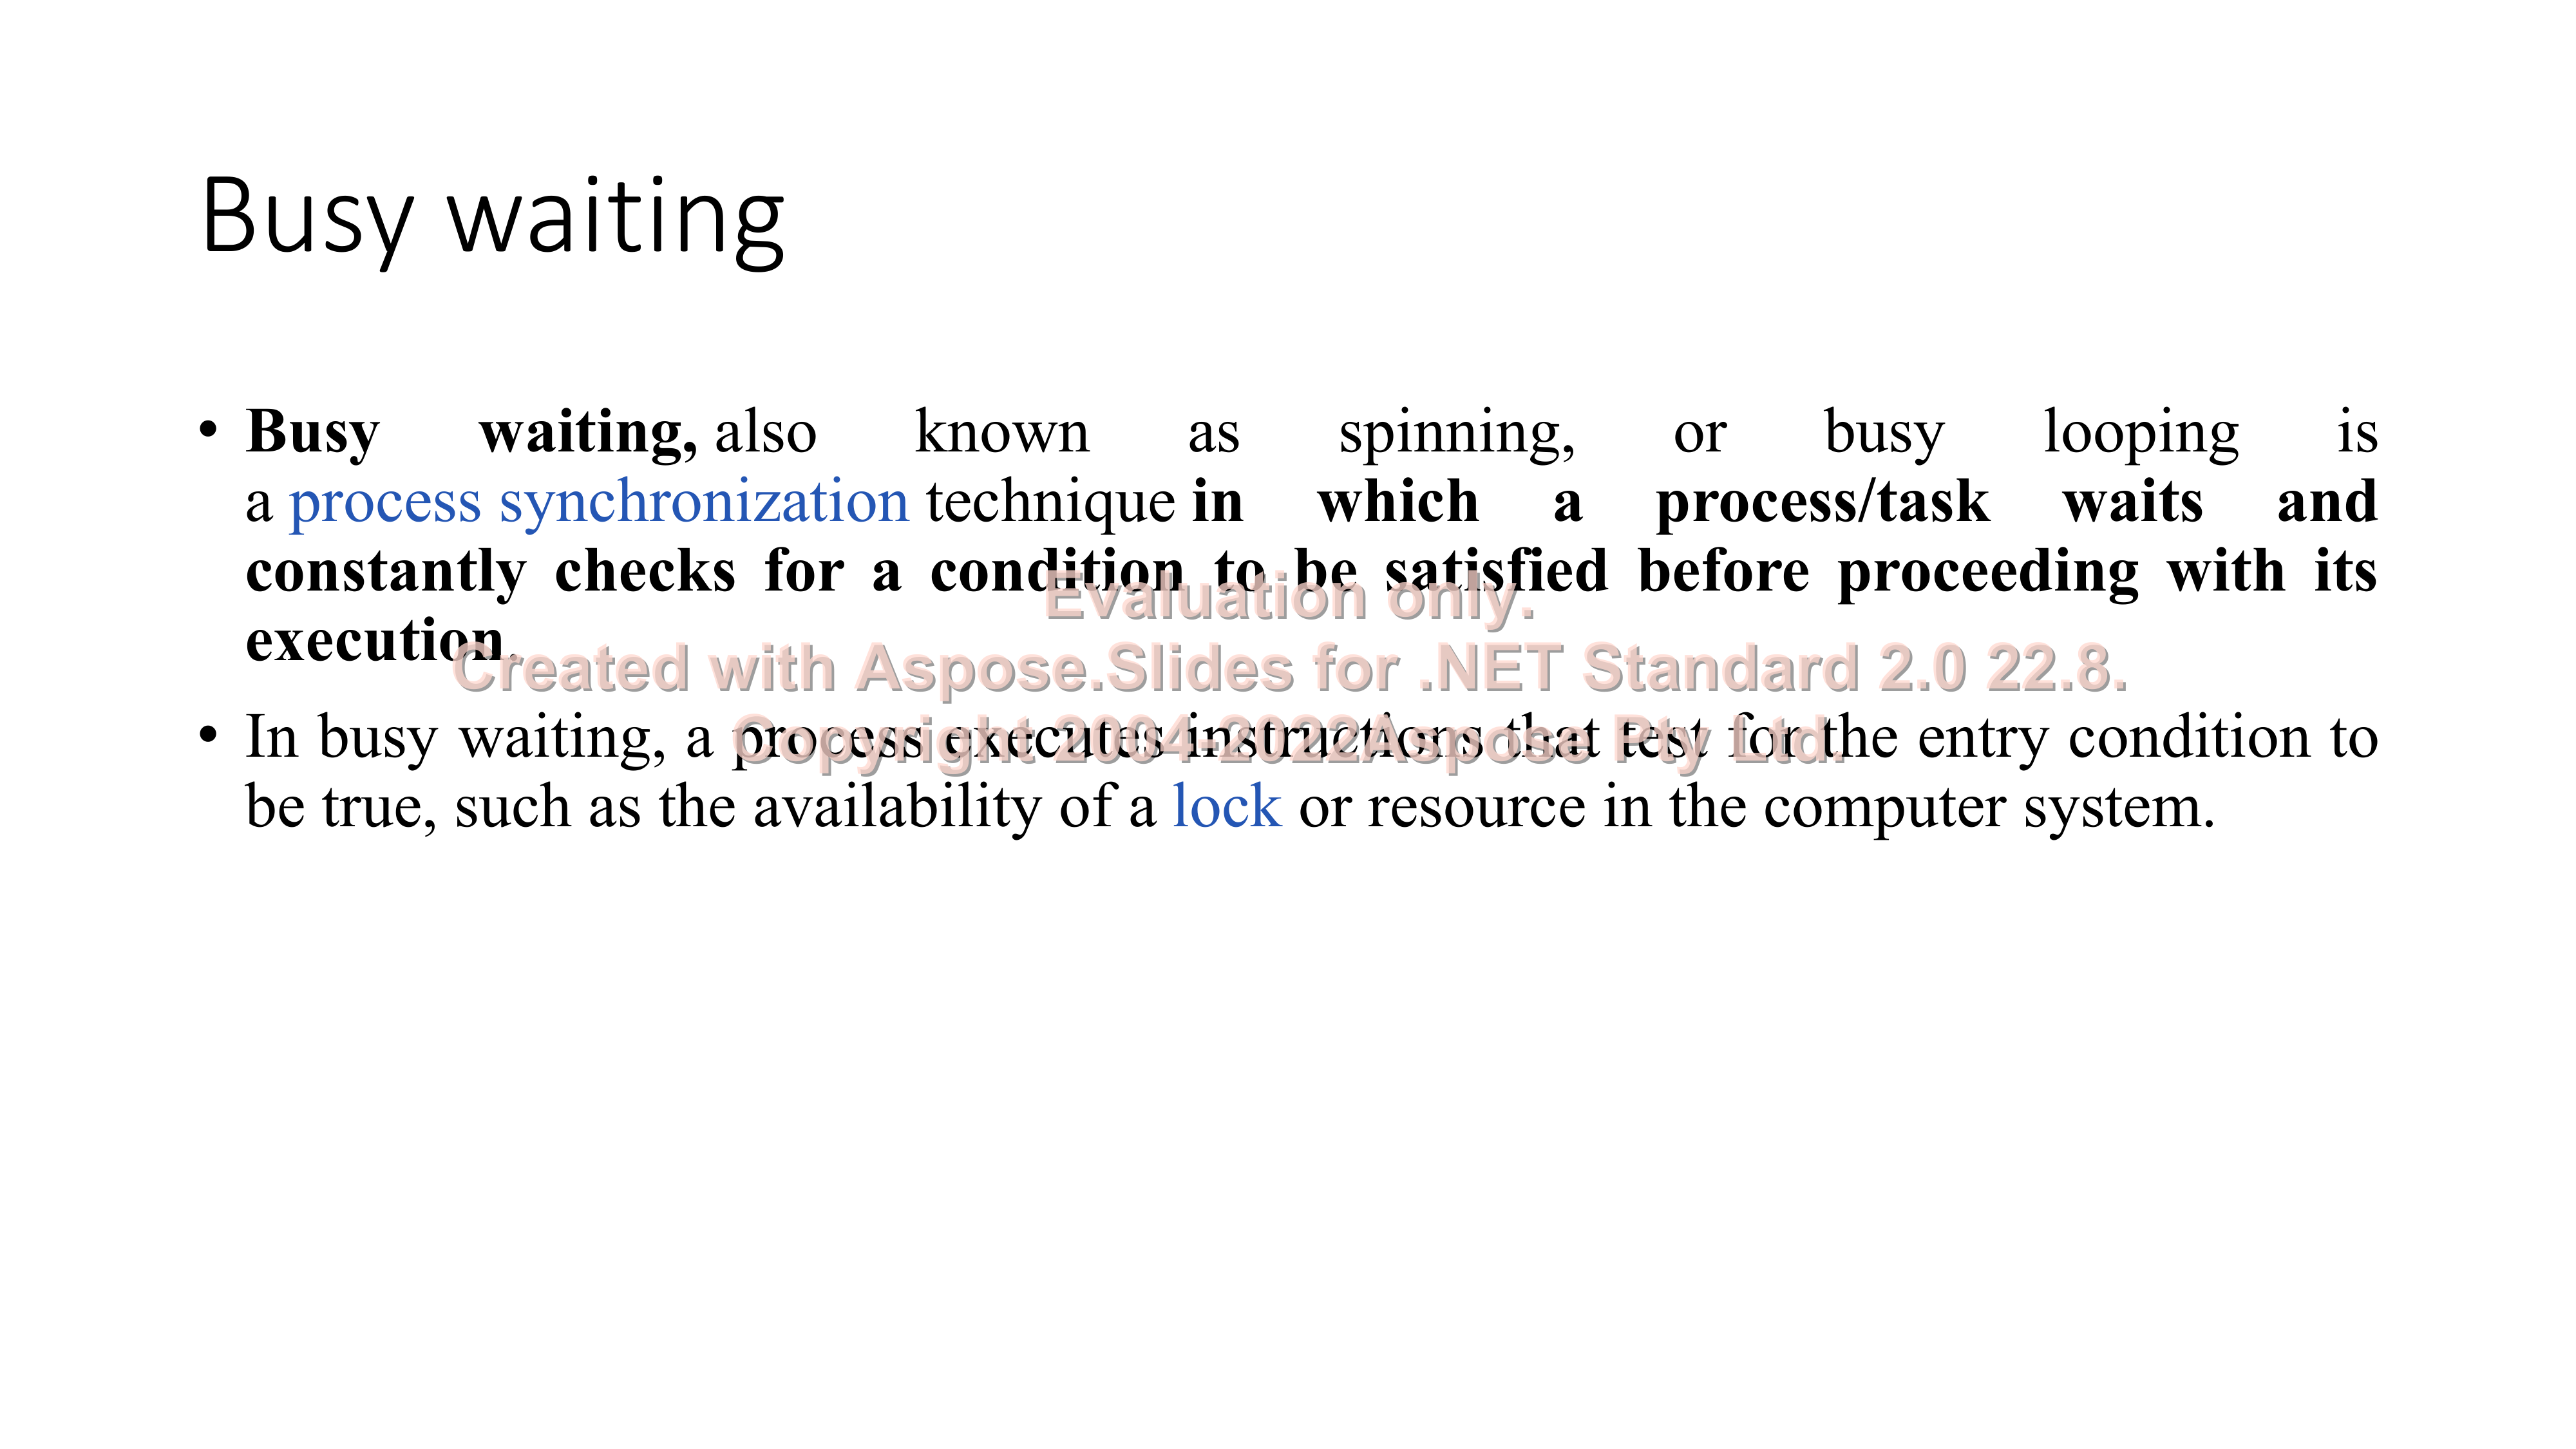 Busy waiting
• Busy waiting, also known as spinning, or busy looping is
a process synchronization technique in which a process/task waits and
constantly checks for a condition to be satisfied before proceeding with its
execution.
Evaluation only.
Created with Aspose.Slides for .NET Standard 2.0 22.8.
Copyright 2004-2022Aspose Pty Ltd.
• In busy waiting, a process executes instructions that test for the entry condition to
be true, such as the availability of a lock or resource in the computer system.